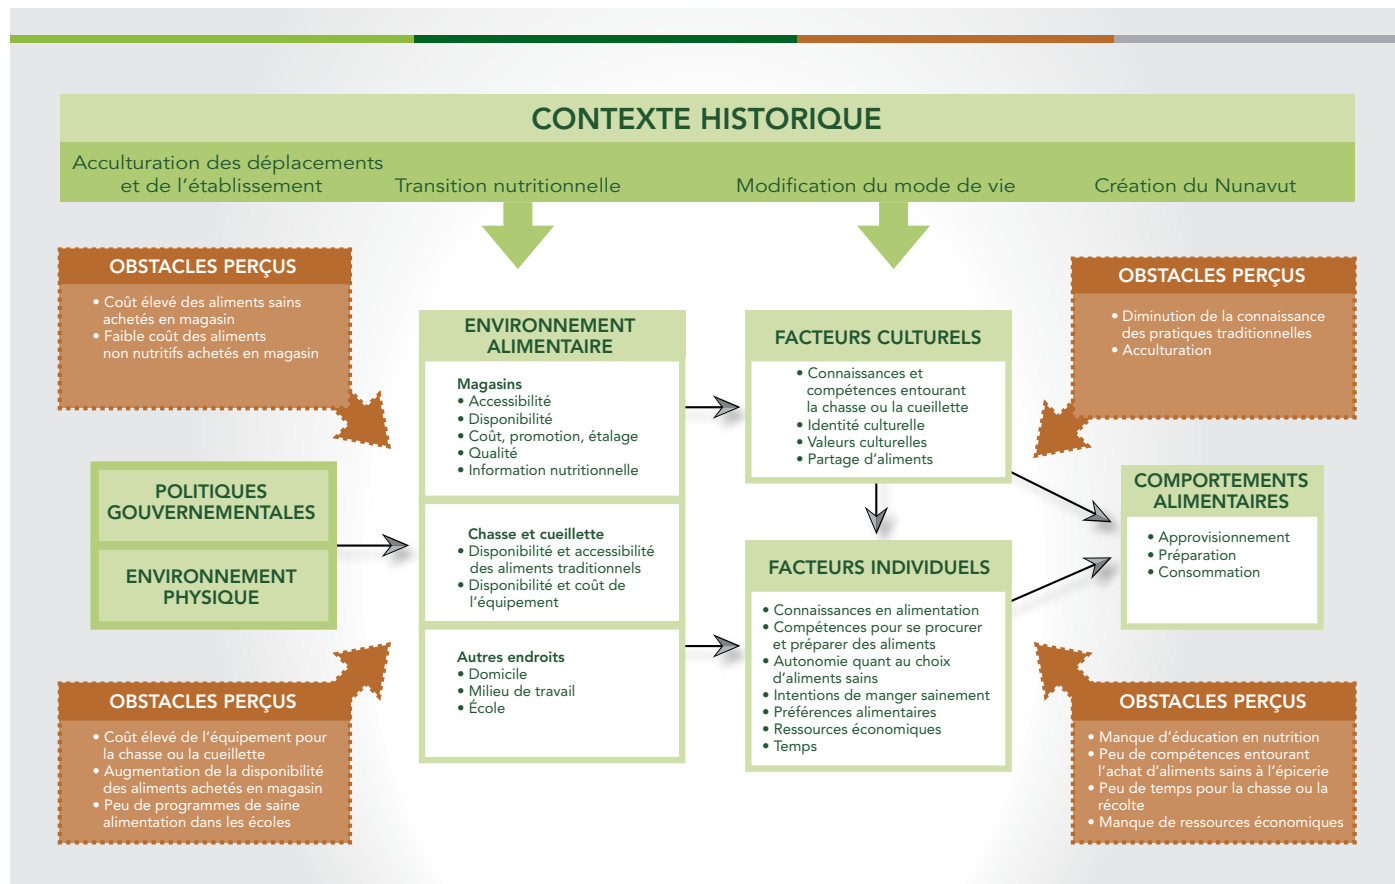 CONTEXTE HISTORIQUE
Acculturation des déplacements
et de l'établissement
Transition nutritionnelle
Modification du mode de vie
Création du Nunavut
OBSTACLES PERÇUS
• Coût élevé des aliments sains
achetés en magasin
• Faible coût des aliments
non nutritifs achetés en magasin
POLITIQUES
GOUVERNEMENTALES
ENVIRONNEMENT
PHYSIQUE
OBSTACLES PERÇUS
• Coût élevé de l'équipement pour
la chasse ou la cueillette
• Augmentation de la disponibilité
des aliments achetés en magasin
• Peu de programmes de saine
alimentation dans les écoles
ENVIRONNEMENT
ALIMENTAIRE
Magasins
• Accessibilité
• Disponibilité
• Coût, promotion, étalage
• Qualité
• Information nutritionnelle
Chasse et cueillette
• Disponibilité et accessibilité
des aliments traditionnels
• Disponibilité et coût de
l'équipement
Autres endroits
• Domicile
• Milieu de travail
• École
FACTEURS CULTURELS
• Connaissances et
compétences entourant
la chasse ou la cueillette
• Identité culturelle
• Valeurs culturelles
• Partage d'aliments
FACTEURS INDIVIDUELS
• Connaissances en alimentation
• Compétences pour se procurer
et préparer des aliments
• Autonomie quant au choix
d'aliments sains
• Intentions de manger sainement
• Préférences alimentaires
• Ressources économiques
• Temps
OBSTACLES PERÇUS
• Diminution de la connaissance
des pratiques traditionnelles
• Acculturation
COMPORTEMENTS
ALIMENTAIRES
• Approvisionnement
• Préparation
• Consommation
OBSTACLES PERÇUS
• Manque d'éducation en nutrition
• Peu de compétences entourant
l'achat d'aliments sains à l'épicerie
• Peu de temps pour la chasse ou la
récolte
• Manque de ressources économiques